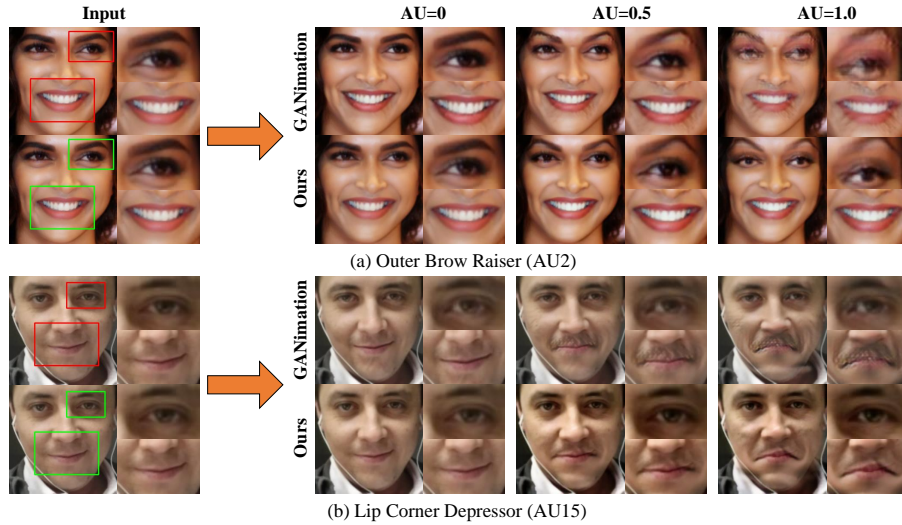 Input AU=0 AU=0.5 AU=1.0
GANimation
Ours
(a) Outer Brow Raiser (AU2)
GANimation
Ours
(b) Lip Corner Depressor (AU15)